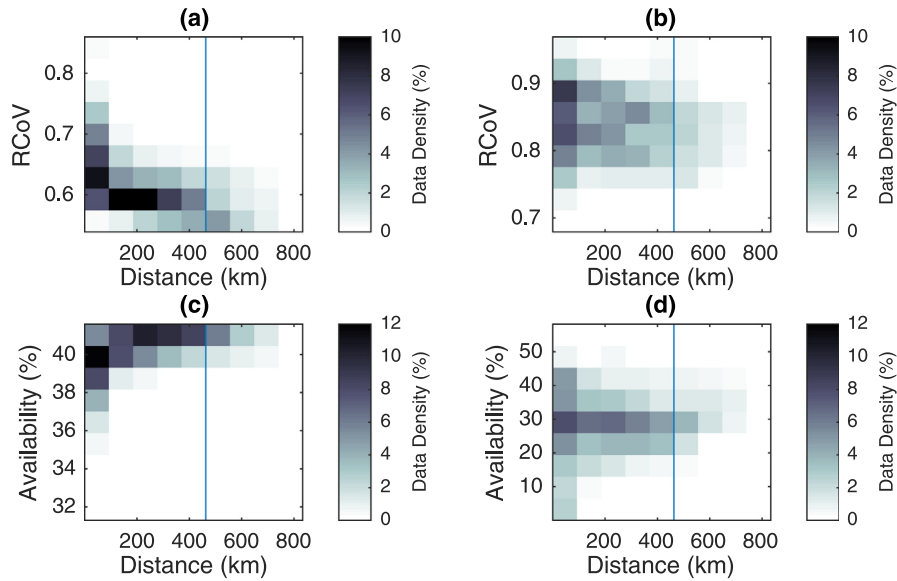 (a)
RCoV
0.8
0.7
0.6
200 400 600 800
Distance (km)
10
8
6
4
2
0
Data Density (%)
(b)
RCoV
0.9
0.8
0.7
200 400 600 800
Distance (km)
10
8
6
4
2
0
Data Density (%)
(c)
Availability (%)
40
38
36
34
32
200 400 600 800
Distance (km)
12
10
8
6
4
2
0
Data Density (%)
(d)
Availability (%)
50
40
30
20
10
200 400 600 800
Distance (km)
12
10
8
6
4
2
0
Data Density (%)